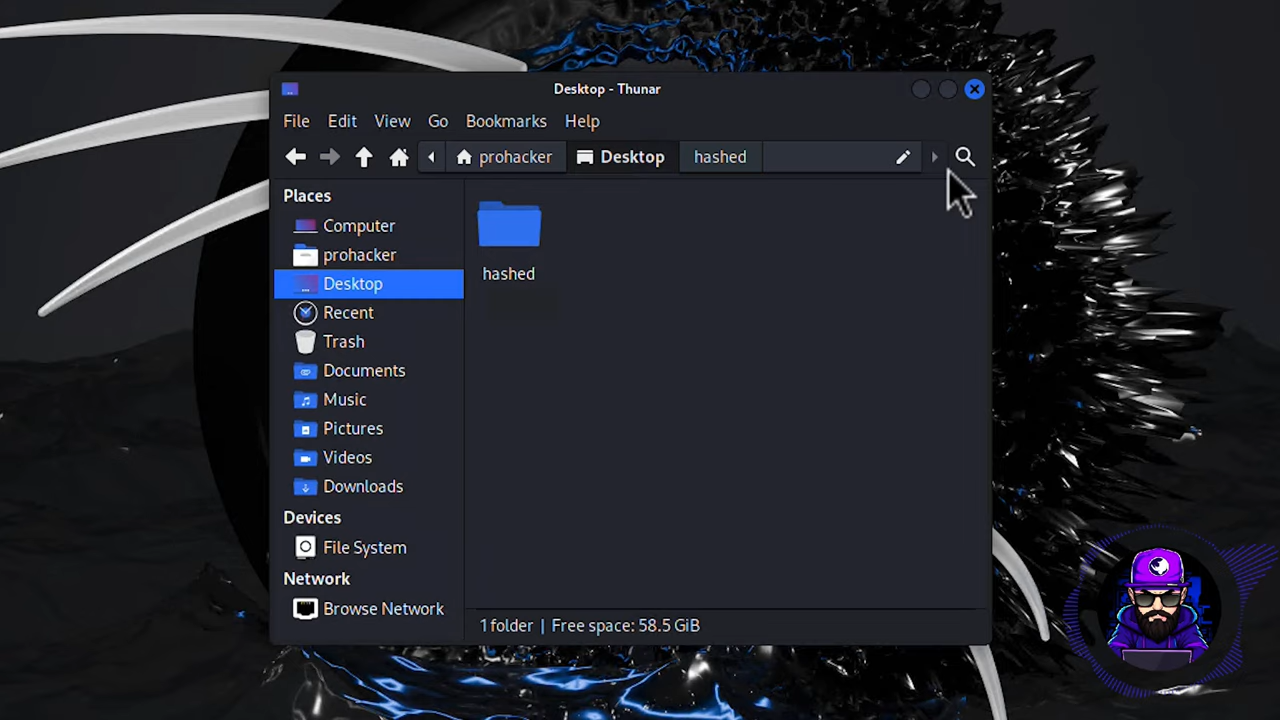 Desktop - Thunar
File Edit View Go Bookmarks Help
prohacker Desktop hashed
Places
Computer
prohacker
Desktop
Recent
Trash
Documents
Music
Pictures
Videos
Downloads
Devices
File System
Network
Browse Network
hashed
1 folder | Free space: 58.5 GiB